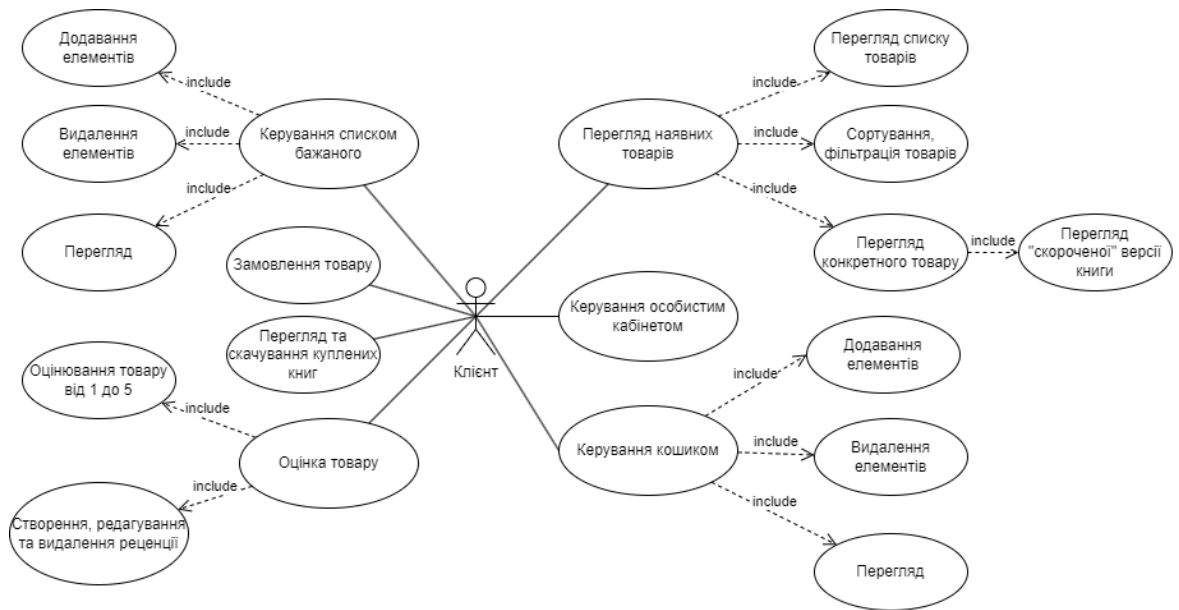 Додавання
елементів
include
Видалення
елементів
include
Керування списком
бажаного
include
Перегляд
Перегляд списку
товарів
include
Перегляд наявних
товарів
include
Сортування,
фільтрація товарів
include
Перегляд
конкретного товару
include
Перегляд
"скороченої" версії
книги
Замовлення товару
Перегляд та
скачування куплених
книг
Клієнт
Керування особистим
кабінетом
Оцінювання товару
від 1 до 5
include
Оцінка товару
include
Створення, редагування
та видалення реценції
Додавання
елементів
include
Керування кошиком
include
Видалення
елементів
include
Перегляд